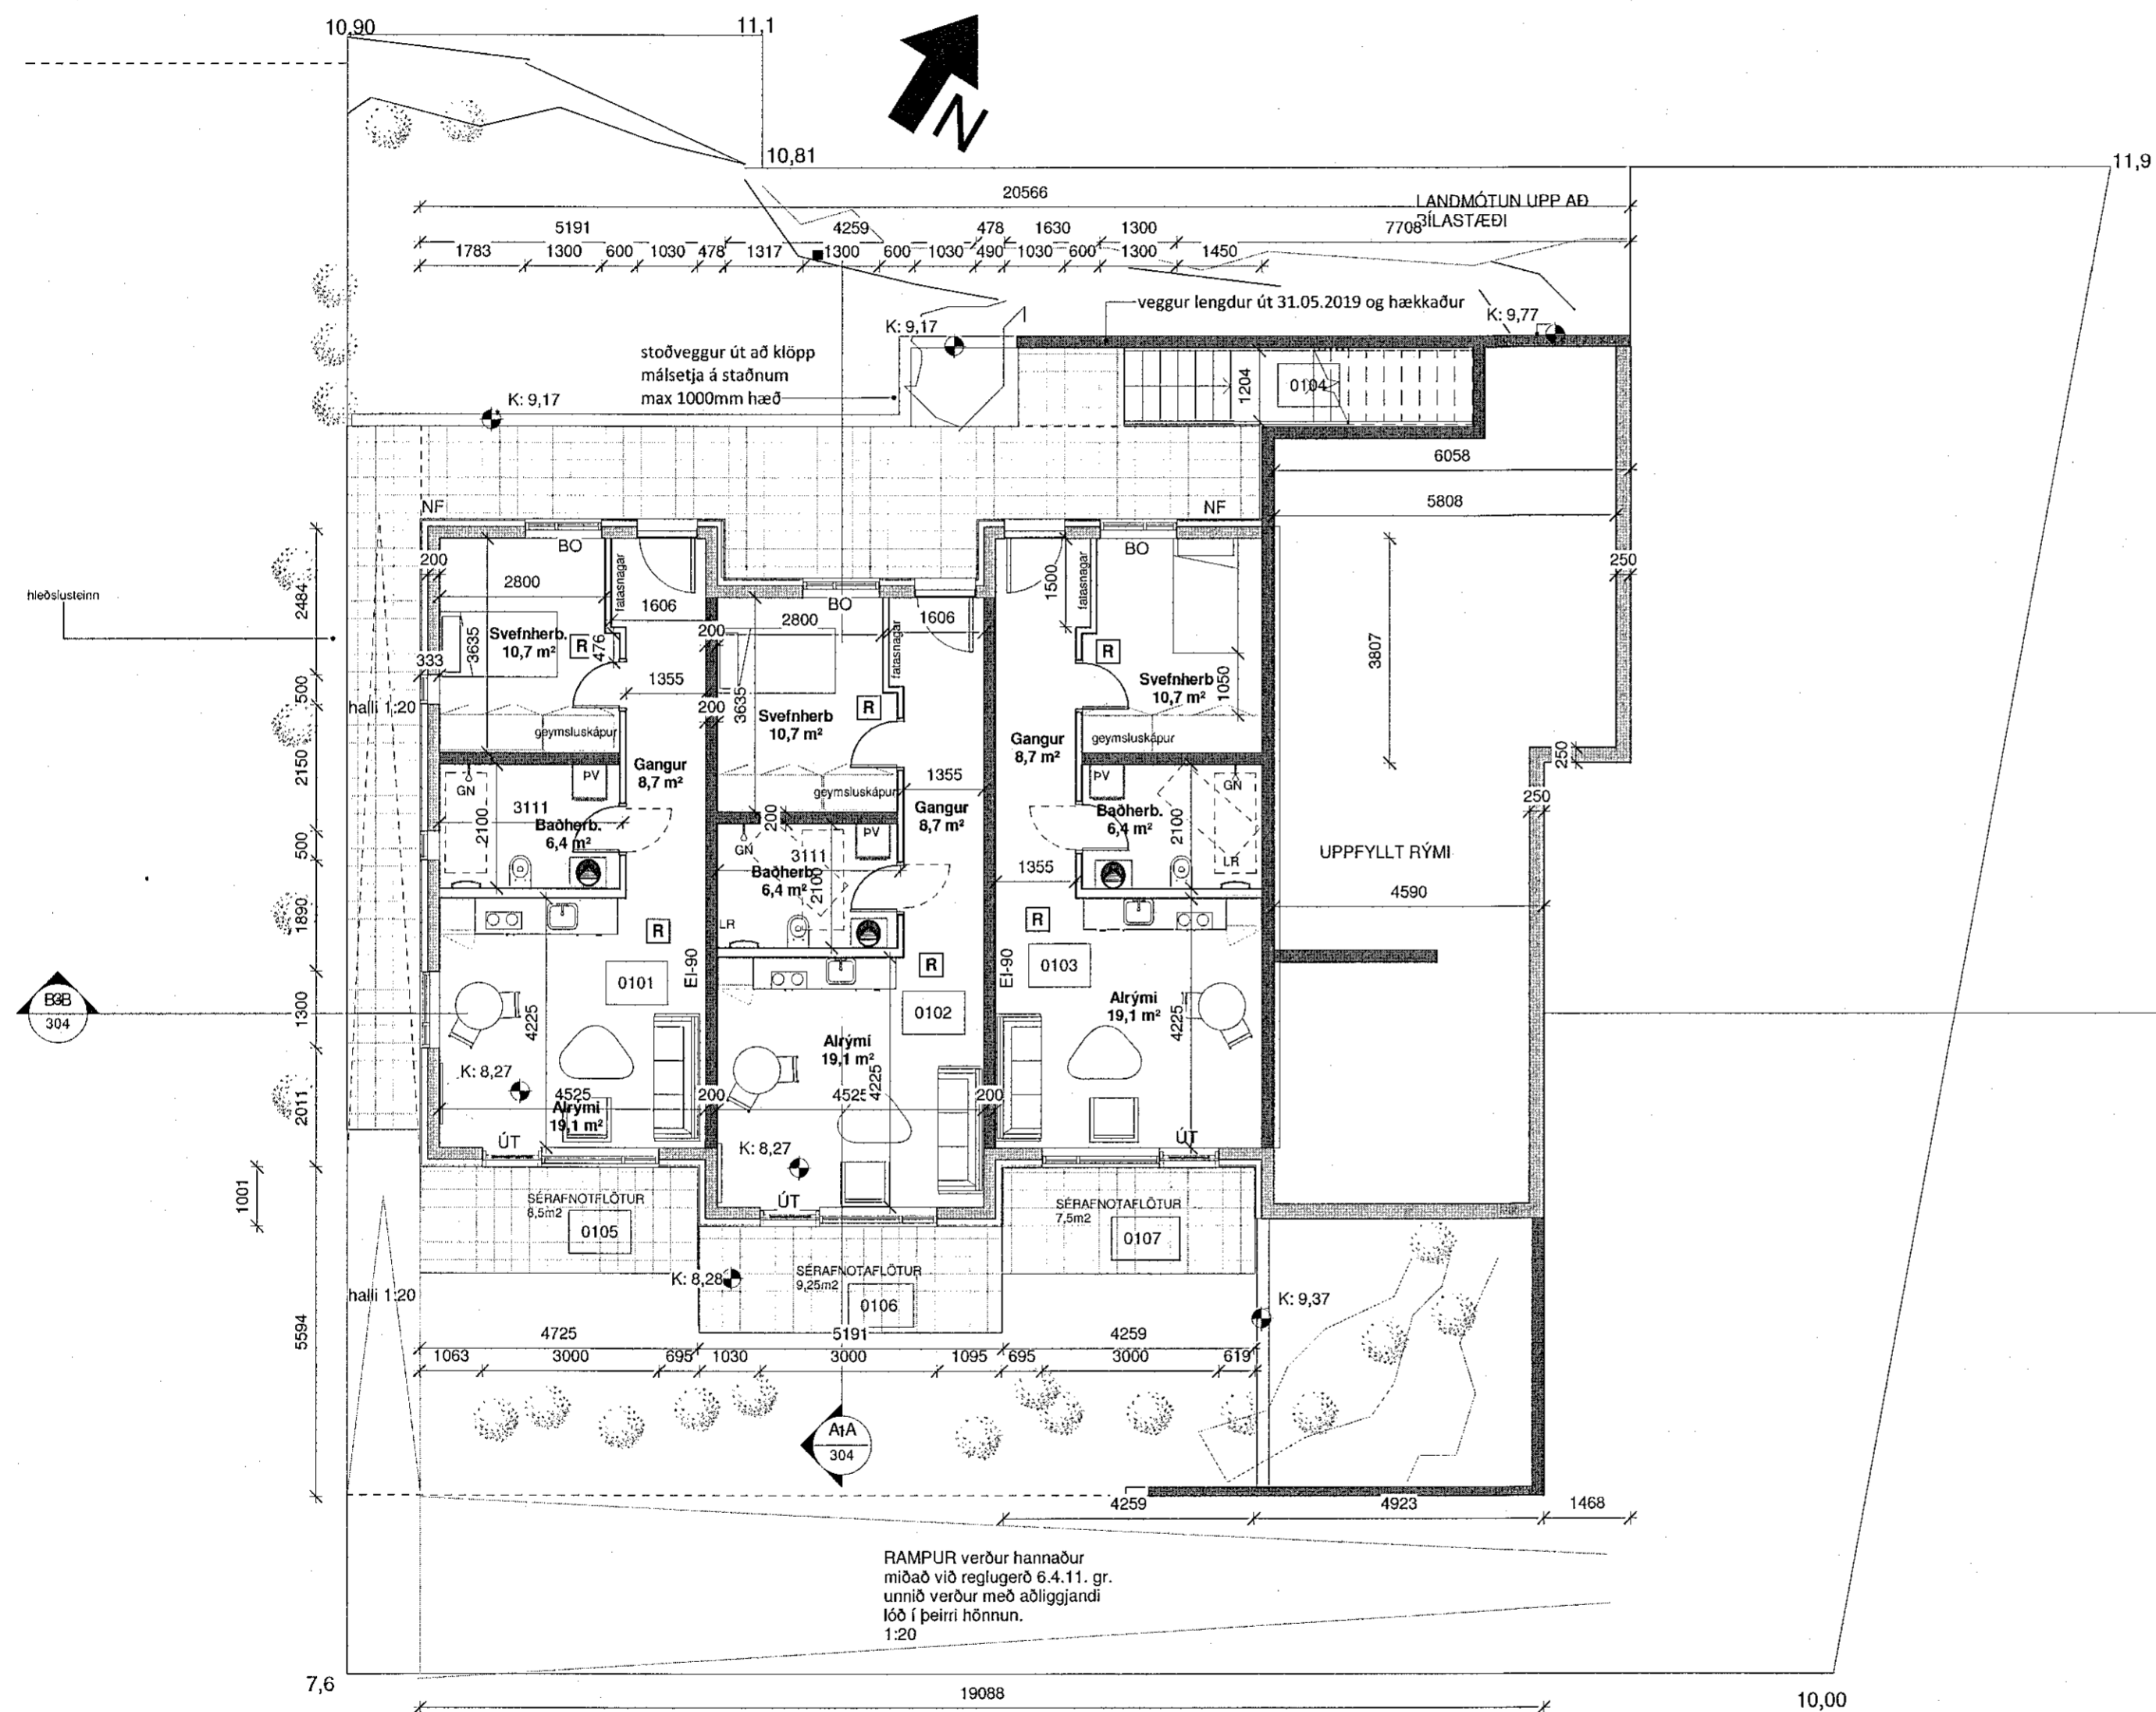 10,90
11,1
10,81
11,9
N
20566
LANDMÓTUN UPP AÐ
BÍLASTÆÐI
5191
4259
478
1630
1300
7708
1783
1300
600
1030
478
1317
1300
600
1030
490
1030
600
1300
1450
veggur lengdur út 31.05.2019 og hækkaður
K: 9,17
K: 9,77
stoðveggur út að klöpp
málsetja á staðnum
max 1000mm hæð
K: 9,17
1204
0104
6058
5808
NF
NF
BO
BO
BO
200
2800
fatasnagar
1606
200
2800
1606
fatasnagar
1500
fatasnagar
250
2484
hleðslusteinn
333
3635
Svefnherb.
10,7 m²
R
476
1355
200
3635
Svefnherb
10,7 m²
R
R
Svefnherb
10,7 m²
1050
3807
500
halli 1:20
geymsluskápur
Gangur
8,7 m²
geymsluskápur
1355
Gangur
8,7 m²
Gangur
8,7 m²
geymsluskápur
250
250
2150
GN
ÞV
3111
2100
Baðherb.
6,4 m²
200
GN
ÞV
3111
Baðherb.
6,4 m²
2100
LR
ÞV
GN
Baðherb.
6,4 m²
2100
LR
1355
UPPFYLLT RÝMI
4590
500
1890
R
R
R
EI-90
EI-90
0101
0102
0103
B3B
304
1300
4225
Alrými
19,1 m²
4225
Alrými
19,1 m²
4225
K: 8,27
4525
Alrými
19,1 m²
200
4525
200
2011
ÚT
K: 8,27
ÚT
ÚT
1001
SÉRAFNOTFLÖTUR
8,5m2
0105
SÉRAFNOTAFLÖTUR
7,5m2
0107
K: 8,28
SÉRAFNOTAFLÖTUR
9,25m2
0106
halli 1:20
K: 9,37
5594
4725
5191
4259
1063
3000
695
1030
3000
1095
695
3000
619
A1A
304
4259
4923
1468
RAMPUR verður hannaður
miðað við reglugerð 6.4.11. gr.
unnið verður með aðliggjandi
lóð í þeirri hönnun.
1:20
7,6
19088
10,00